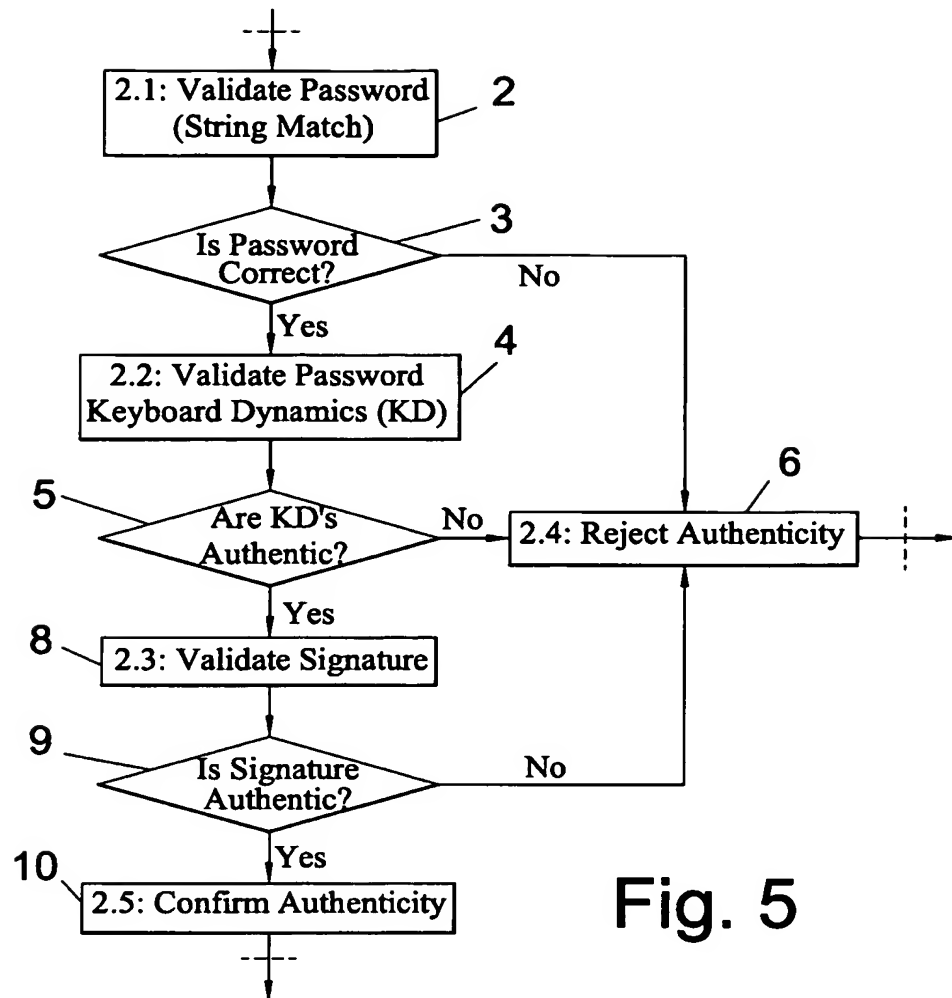 2.1: Validate Password
(String Match)
2
3
Is Password
Correct?
No
Yes
4
2.2: Validate Password
Keyboard Dynamics (KD)
5
Are KD's
Authentic?
No
6
2.4: Reject Authenticity
Yes
8
2.3: Validate Signature
9
Is Signature
Authentic?
No
Yes
10
2.5: Confirm Authenticity
Fig. 5